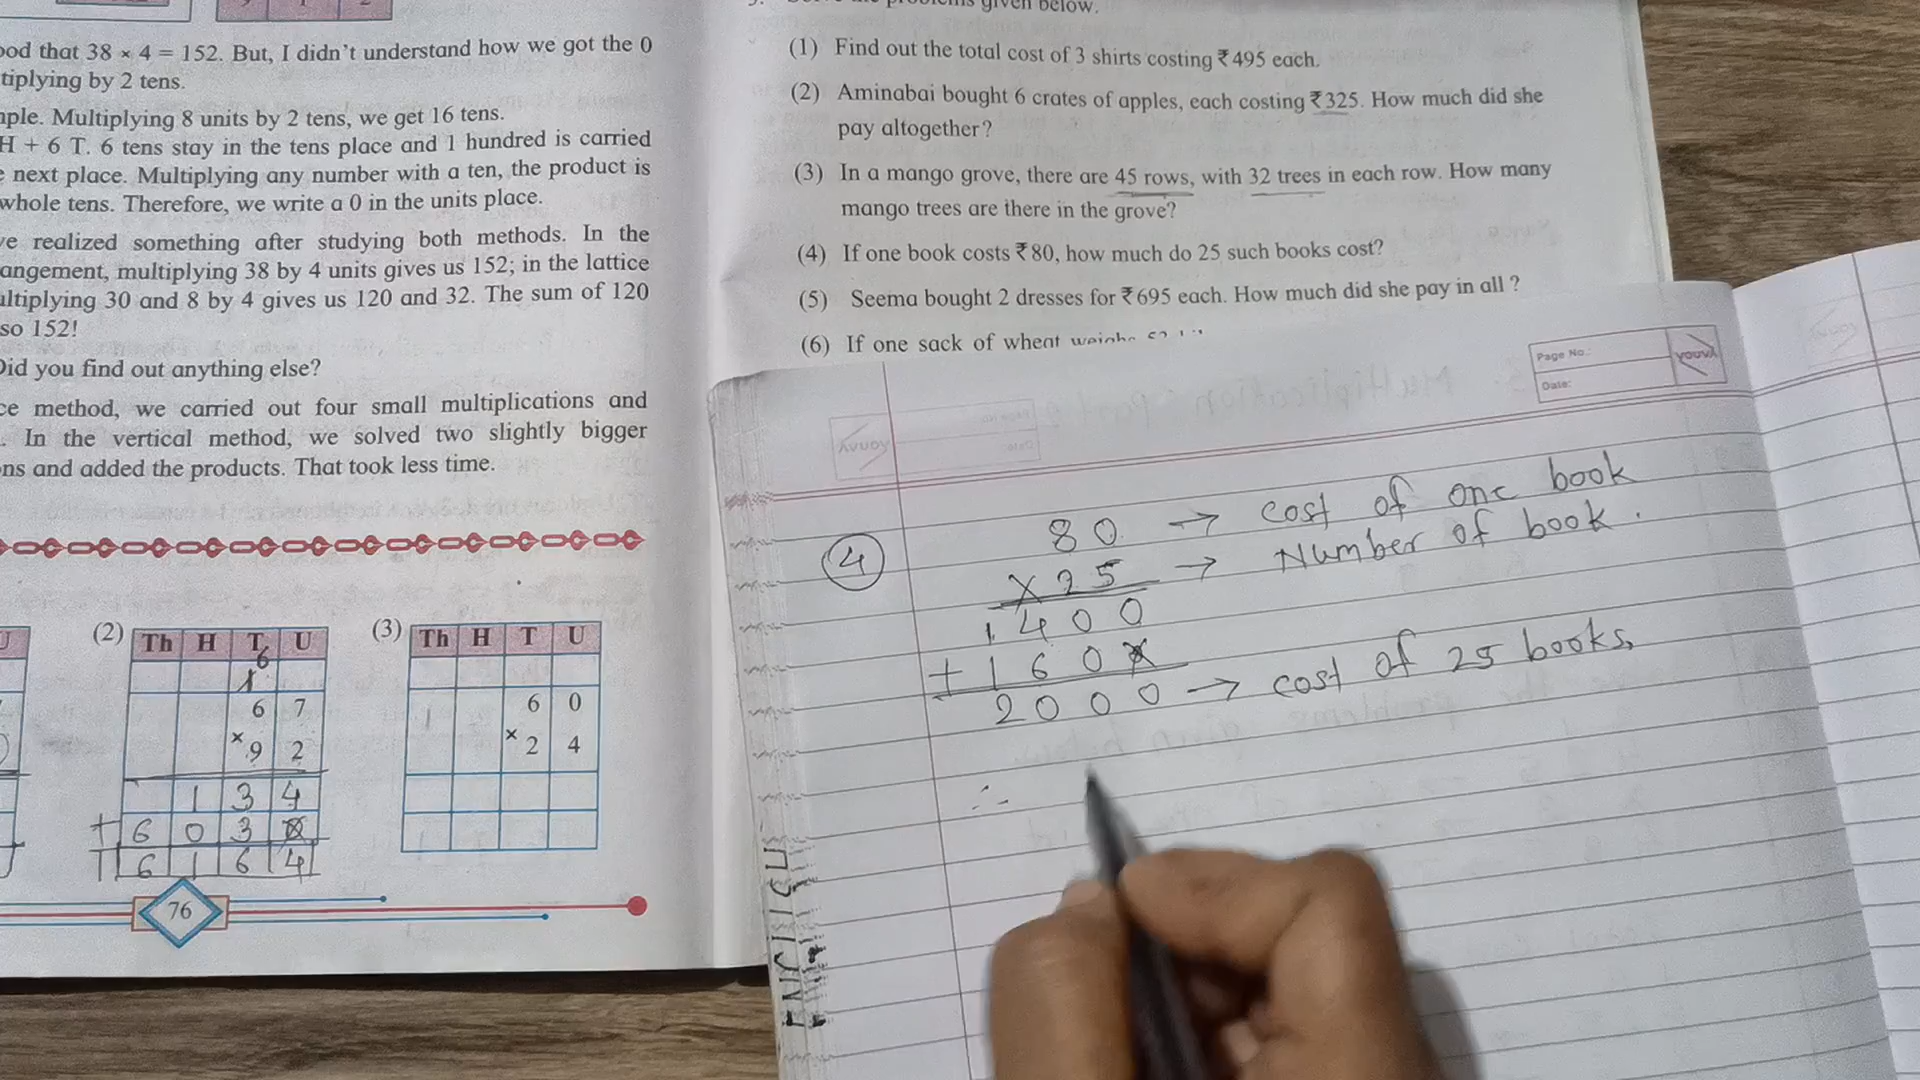 ood that 38 × 4 = 152. But, I didn't understand how we got the 0
tiplying by 2 tens.
ple. Multiplying 8 units by 2 tens, we get 16 tens.
H + 6 T. 6 tens stay in the tens place and 1 hundred is carried
next place. Multiplying any number with a ten, the product is
whole tens. Therefore, we write a 0 in the units place.
ve realized something after studying both methods. In the
angement, multiplying 38 by 4 units gives us 152; in the lattice
ultiplying 30 and 8 by 4 gives us 120 and 32. The sum of 120
so 152!
Did you find out anything else?
ce method, we carried out four small multiplications and
. In the vertical method, we solved two slightly bigger
ns and added the products. That took less time.
(2) Th H T U
6
1
6 7
× 9 2
1 3 4
+ 6 0 3 0
6 1 6 4
(3) Th H T U
6 0
× 2 4
76
given below.
(1) Find out the total cost of 3 shirts costing ₹495 each.
(2) Aminabai bought 6 crates of apples, each costing ₹325. How much did she
pay altogether?
(3) In a mango grove, there are 45 rows, with 32 trees in each row. How many
mango trees are there in the grove?
(4) If one book costs ₹80, how much do 25 such books cost?
(5) Seema bought 2 dresses for ₹695 each. How much did she pay in all ?
(6) If one sack of wheat
Page No.:
Date:
YOUVA
4
80 → cost of one book
× 25 → Number of book.
1 400
+ 1 6 0 x
2000 → cost of 25 books.
∴